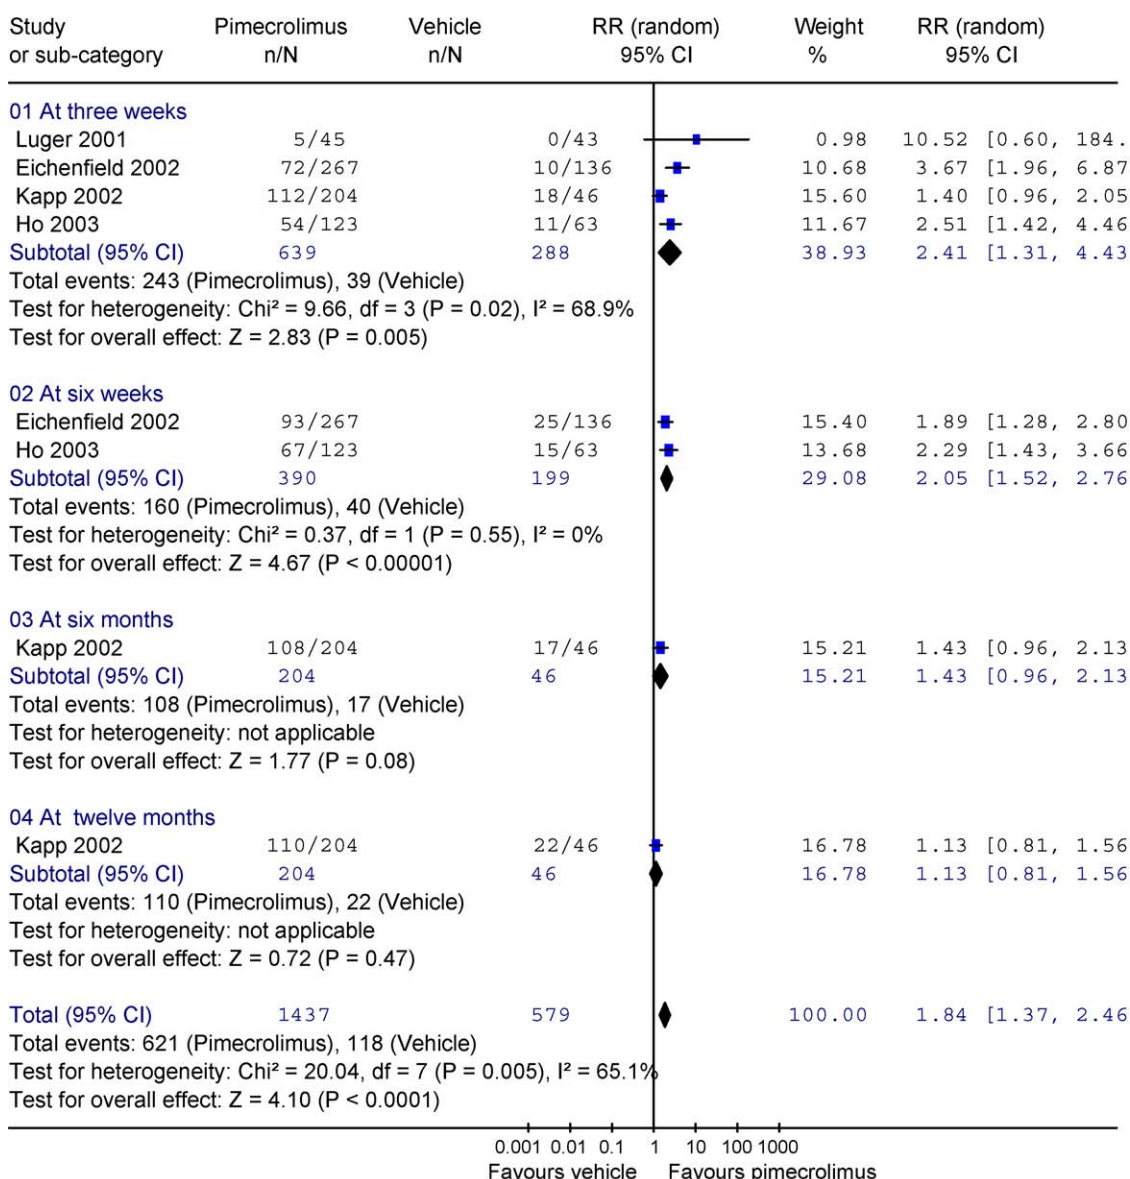 Study Pimecrolimus Vehicle RR (random) Weight RR (random)
or sub-category n/N n/N 95% CI % 95% CI
01 At three weeks
Luger 2001 5/45 0/43 0.98 10.52 [0.60, 184.
Eichenfield 2002 72/267 10/136 10.68 3.67 [1.96, 6.87
Kapp 2002 112/204 18/46 15.60 1.40 [0.96, 2.05
Ho 2003 54/123 11/63 11.67 2.51 [1.42, 4.46
Subtotal (95% CI) 639 288 38.93 2.41 [1.31, 4.43
Total events: 243 (Pimecrolimus), 39 (Vehicle)
Test for heterogeneity: Chi² = 9.66, df = 3 (P = 0.02), I² = 68.9%
Test for overall effect: Z = 2.83 (P = 0.005)
02 At six weeks
Eichenfield 2002 93/267 25/136 15.40 1.89 [1.28, 2.80
Ho 2003 67/123 15/63 13.68 2.29 [1.43, 3.66
Subtotal (95% CI) 390 199 29.08 2.05 [1.52, 2.76
Total events: 160 (Pimecrolimus), 40 (Vehicle)
Test for heterogeneity: Chi² = 0.37, df = 1 (P = 0.55), I² = 0%
Test for overall effect: Z = 4.67 (P < 0.00001)
03 At six months
Kapp 2002 108/204 17/46 15.21 1.43 [0.96, 2.13
Subtotal (95% CI) 204 46 15.21 1.43 [0.96, 2.13
Total events: 108 (Pimecrolimus), 17 (Vehicle)
Test for heterogeneity: not applicable
Test for overall effect: Z = 1.77 (P = 0.08)
04 At twelve months
Kapp 2002 110/204 22/46 16.78 1.13 [0.81, 1.56
Subtotal (95% CI) 204 46 16.78 1.13 [0.81, 1.56
Total events: 110 (Pimecrolimus), 22 (Vehicle)
Test for heterogeneity: not applicable
Test for overall effect: Z = 0.72 (P = 0.47)
Total (95% CI) 1437 579 100.00 1.84 [1.37, 2.46
Total events: 621 (Pimecrolimus), 118 (Vehicle)
Test for heterogeneity: Chi² = 20.04, df = 7 (P = 0.005), I² = 65.1%
Test for overall effect: Z = 4.10 (P < 0.0001)
0.001 0.01 0.1 1 10 100 1000
Favours vehicle Favours pimecrolimus